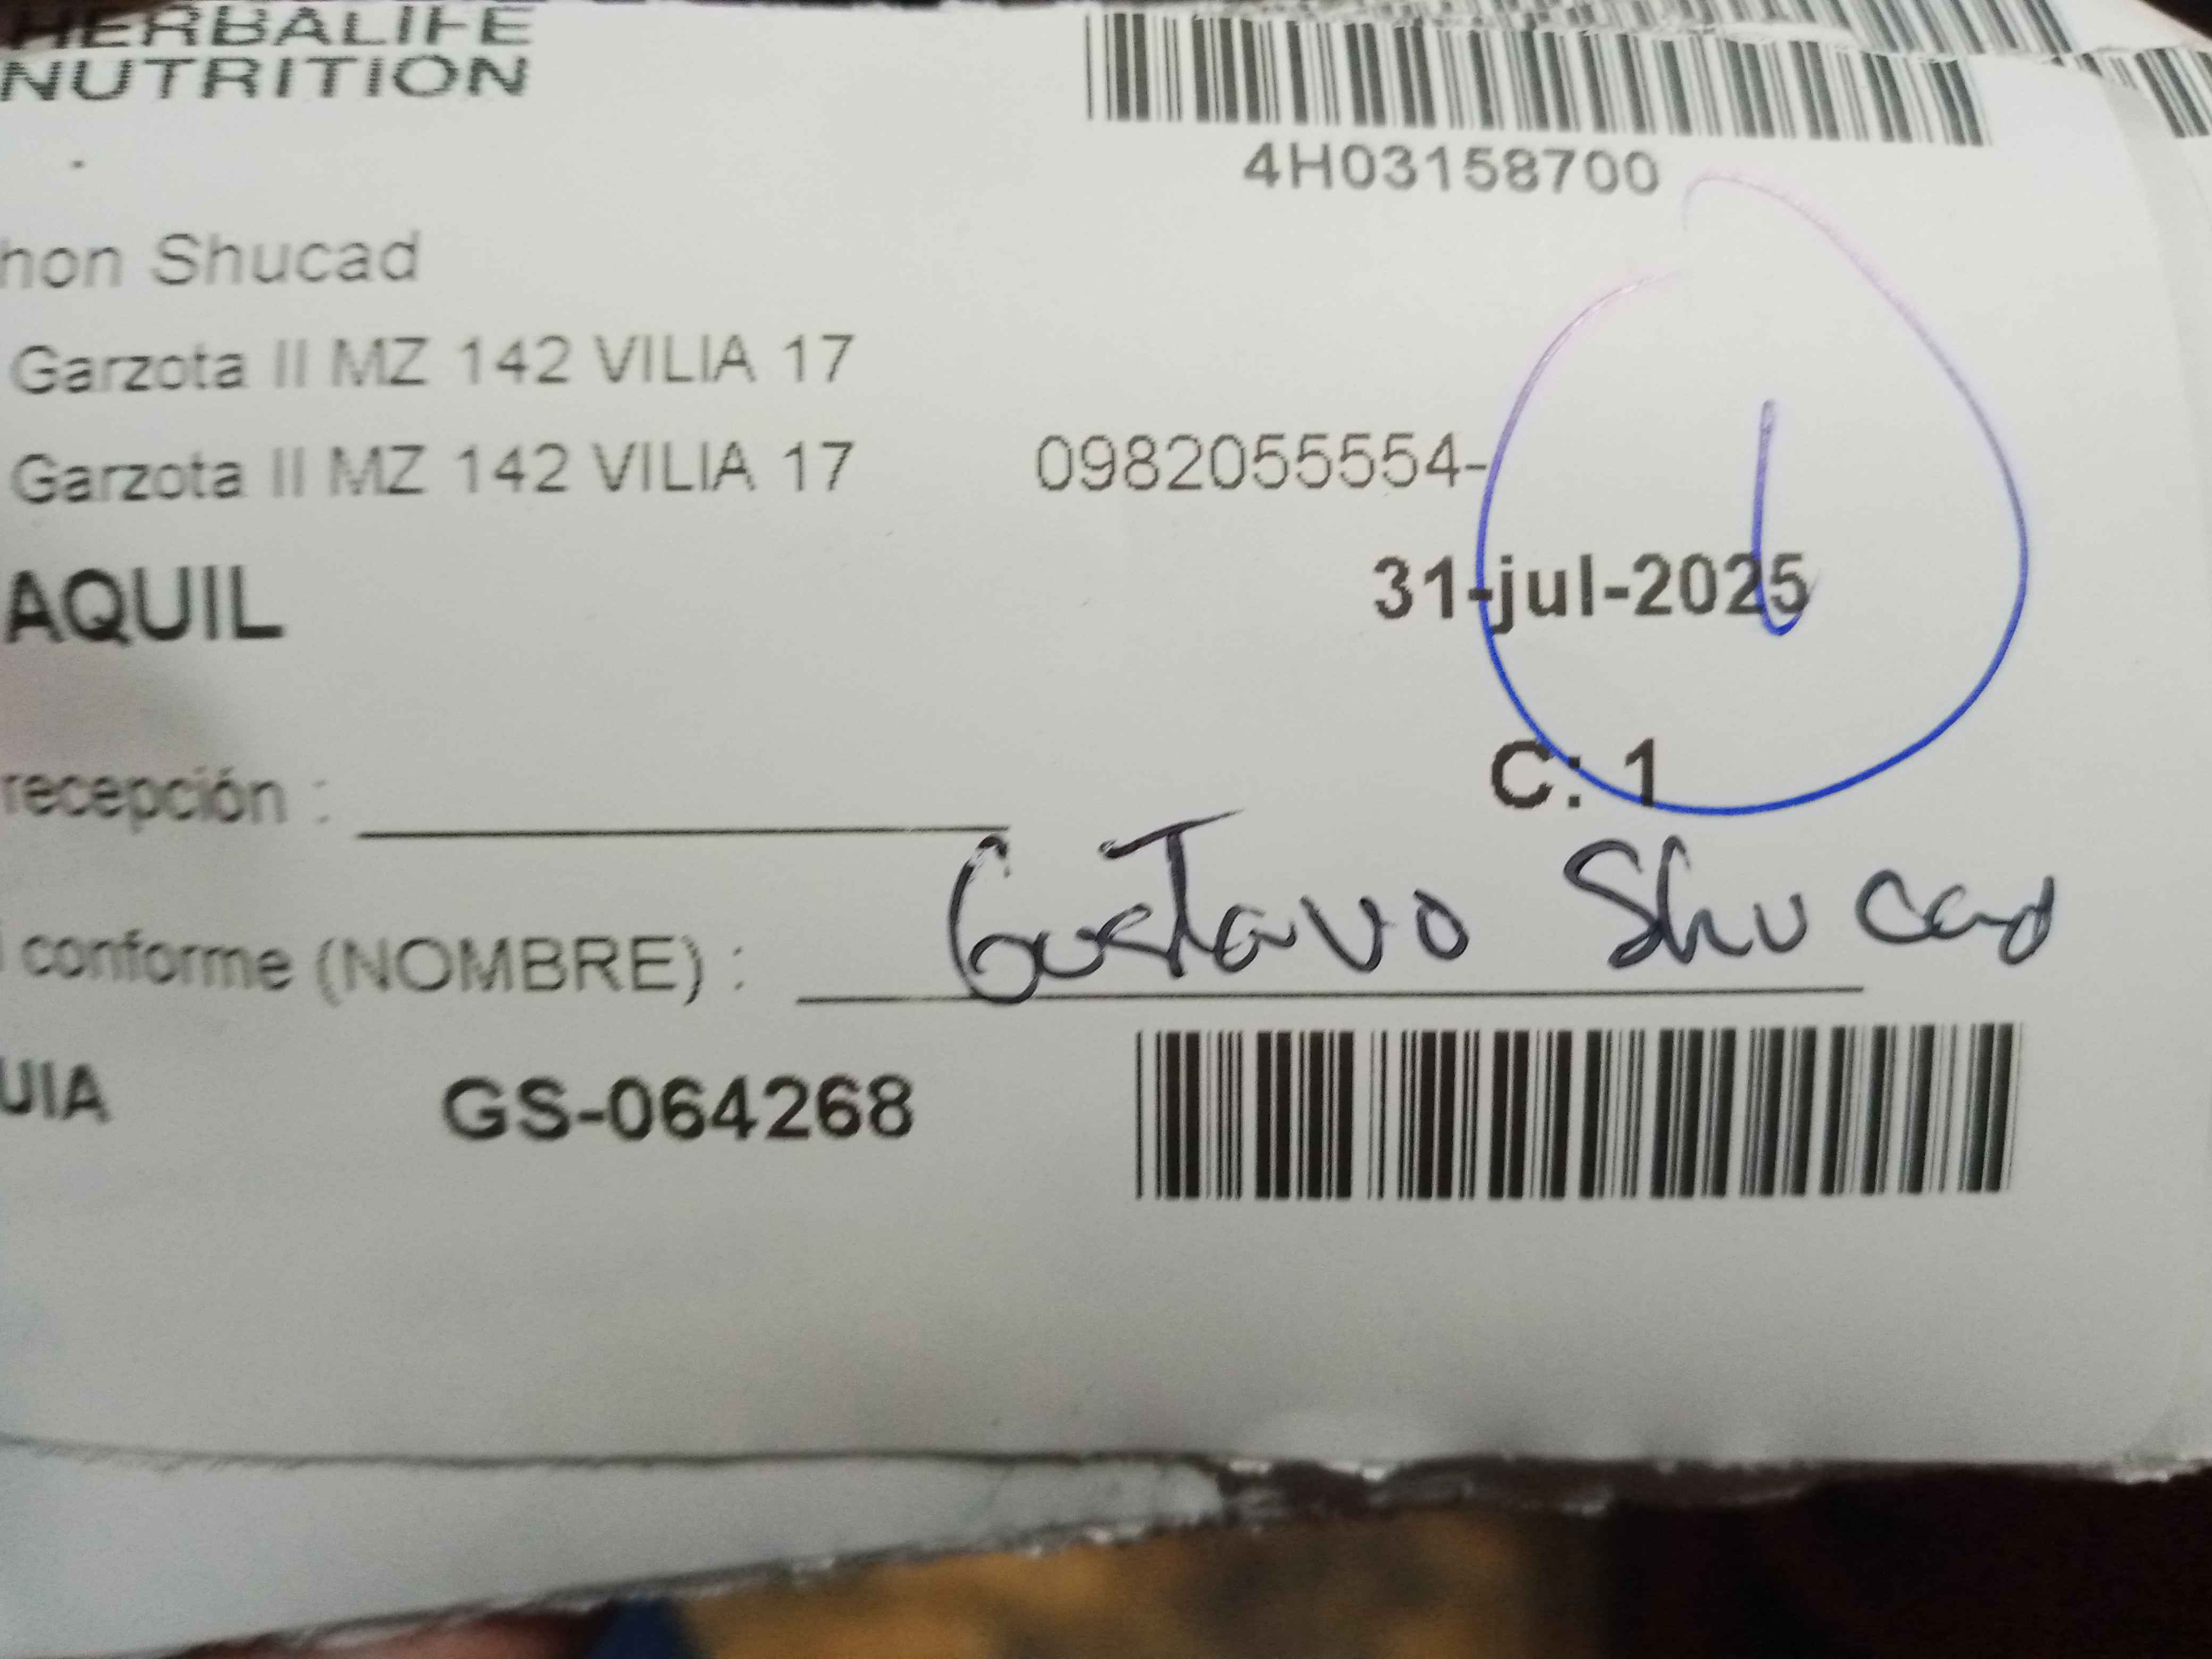 HERBALIFE
NUTRITION
4H03158700
hon Shucad
Garzota II MZ 142 VILIA 17
Garzota II MZ 142 VILIA 17 0982055554-
AQUIL 31-jul-2025
C: 1
recepción :
conforme (NOMBRE) : Gustavo Shucad
UIA GS-064268